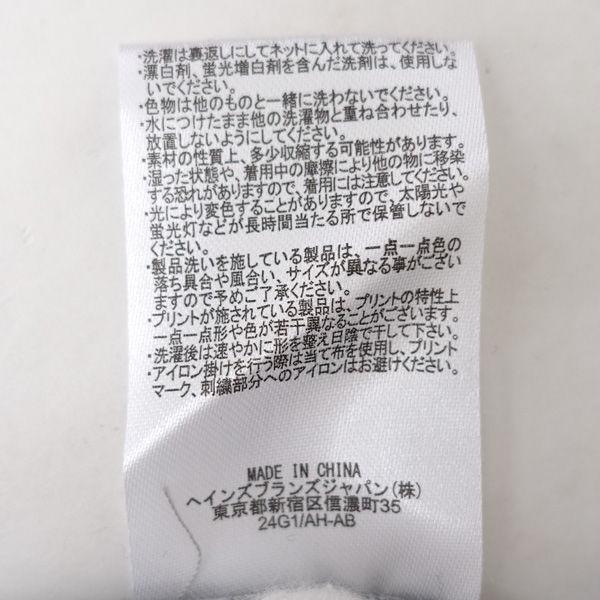 ・洗濯は裏返しにしてネットに入れて洗ってください。
・漂白剤、蛍光増白剤を含んだ洗剤は、使用しな
いでください。
・色物は他のものと一緒に洗わないでください。
・水につけたまま他の洗濯物と重ね合わせたり、
放置しないようにしてください。
・素材の性質上、多少収縮する可能性があります。
・湿った状態や、着用中の摩擦により他の物に移染
する恐れがありますので、着用には注意してください。
・光により変色することがありますので、太陽光や
蛍光灯などが長時間当たる所で保管しないで
ください。
・製品洗いを施している製品は、一点一点色の
落ち具合や風合い、サイズが異なる事がござい
ますので予めご了承ください。
・プリントが施されている製品は、プリントの特性上
一点一点形や色が若干異なることがございます。
・洗濯後は速やかに形を整え日陰で干して下さい。
・アイロン掛けを行う際は当て布を使用し、プリント
マーク、刺繍部分へのアイロンはお避けください。
MADE IN CHINA
ヘインズブランズジャパン(株)
東京都新宿区信濃町35
24G1/AH-AB